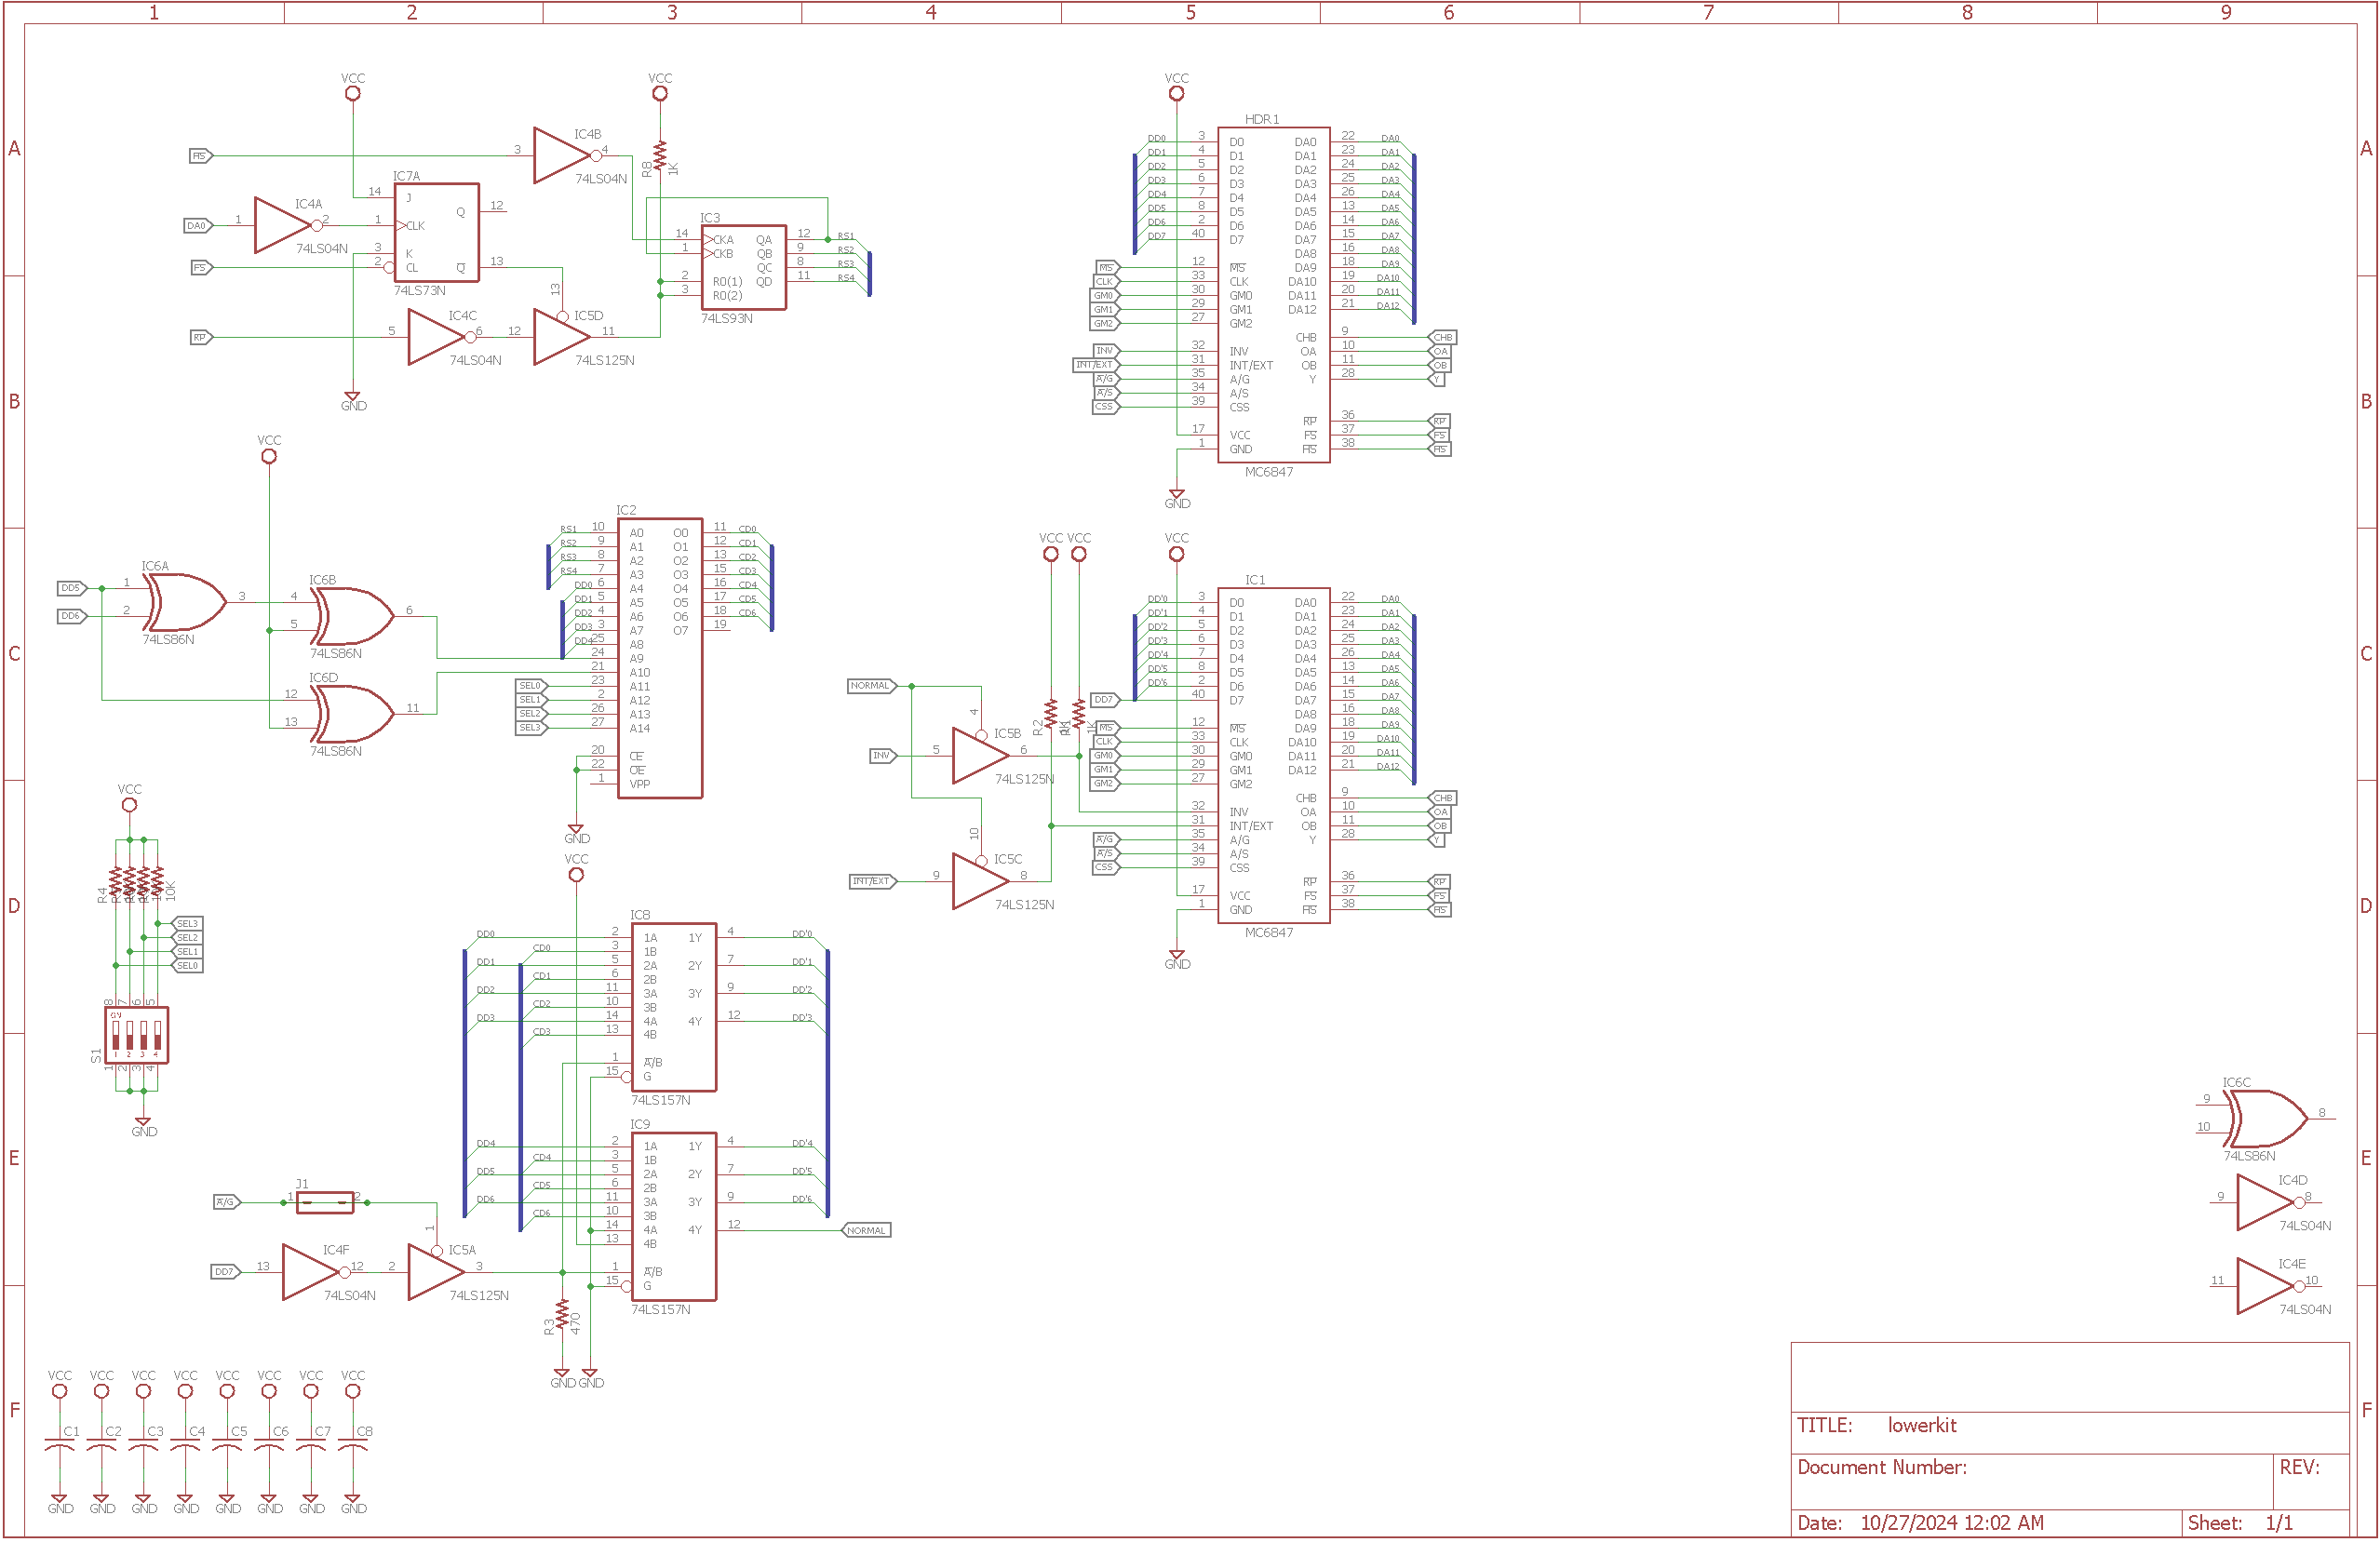 1 2 3 4 5 6 7 8 9
A A
B B
C C
D D
E E
F F
VCC VCC VCC
HS 3 IC4B 4 74LS04N
R8 1K
DA0 1 IC4A 2 74LS04N
IC7A
14 J
1 CLK
3 K
2 CL
Q 12
Q 13
74LS73N
FS
RP 5 IC4C 6 74LS04N
12 IC5D 13 11 74LS125N
GND
IC3
14 CKA QA 12 RS1
1 CKB QB 9 RS2
QC 8 RS3
2 R0(1) QD 11 RS4
3 R0(2)
74LS93N
HDR1
DD0 3 D0 DA0 22 DA0
DD1 4 D1 DA1 23 DA1
DD2 5 D2 DA2 24 DA2
DD3 6 D3 DA3 25 DA3
DD4 7 D4 DA4 26 DA4
DD5 8 D5 DA5 13 DA5
DD6 2 D6 DA6 14 DA6
DD7 40 D7 DA7 15 DA7
DA8 16 DA8
MS 12 MS DA9 18 DA9
CLK 33 CLK DA10 19 DA10
GM0 30 GM0 DA11 20 DA11
GM1 29 GM1 DA12 21 DA12
GM2 27 GM2
CHB 9 CHB
INV 32 INV OA 10 OA
INT/EXT 31 INT/EXT OB 11 OB
A/G 35 A/G Y 28 Y
A/S 34 A/S
CSS 39 CSS
RP 36 RP
17 VCC FS 37 FS
1 GND HS 38 HS
MC6847
GND
VCC
DD5 1 IC6A 3 74LS86N
DD6 2
4 IC6B 6 74LS86N
5
12 IC6D 11 74LS86N
13
IC2
RS1 10 A0 O0 11 CD0
RS2 9 A1 O1 12 CD1
RS3 8 A2 O2 13 CD2
RS4 7 A3 O3 15 CD3
DD0 6 A4 O4 16 CD4
DD1 5 A5 O5 17 CD5
DD2 4 A6 O6 18 CD6
DD3 3 A7 O7 19
DD4 25 A8
24 A9
21 A10
SEL0 23 A11
SEL1 2 A12
SEL2 26 A13
SEL3 27 A14
20 CE
22 OE
1 VPP
GND
VCC VCC VCC
NORMAL
INV 5 IC5B 4 6 74LS125N
INT/EXT 9 IC5C 10 8 74LS125N
R2 R1 1K
IC1
DD'0 3 D0 DA0 22 DA0
DD'1 4 D1 DA1 23 DA1
DD'2 5 D2 DA2 24 DA2
DD'3 6 D3 DA3 25 DA3
DD'4 7 D4 DA4 26 DA4
DD'5 8 D5 DA5 13 DA5
DD'6 2 D6 DA6 14 DA6
DD7 40 D7 DA7 15 DA7
DA8 16 DA8
MS 12 MS DA9 18 DA9
CLK 33 CLK DA10 19 DA10
GM0 30 GM0 DA11 20 DA11
GM1 29 GM1 DA12 21 DA12
GM2 27 GM2
CHB 9 CHB
32 INV OA 10 OA
31 INT/EXT OB 11 OB
A/G 35 A/G Y 28 Y
A/S 34 A/S
CSS 39 CSS
RP 36 RP
17 VCC FS 37 FS
1 GND HS 38 HS
MC6847
GND
VCC
R4 10K
SEL3
SEL2
SEL1
SEL0
8 7 6 5
S1
1 2 3 4
1 2 3 4
GND
VCC
IC8
DD0 2 1A 1Y 4 DD'0
CD0 3 1B
DD1 5 2A 2Y 7 DD'1
CD1 6 2B
DD2 11 3A 3Y 9 DD'2
CD2 10 3B
DD3 14 4A 4Y 12 DD'3
CD3 13 4B
1 A/B
15 G
74LS157N
IC9
DD4 2 1A 1Y 4 DD'4
CD4 3 1B
DD5 5 2A 2Y 7 DD'5
CD5 6 2B
DD6 11 3A 3Y 9 DD'6
CD6 10 3B
14 4A 4Y 12 NORMAL
13 4B
1 A/B
15 G
74LS157N
A/G 1 J1 2
DD7 13 IC4F 12 74LS04N
2 IC5A 1 3 74LS125N
R3 470
GND GND
IC6C 9 10 8 74LS86N
IC4D 9 8 74LS04N
IC4E 11 10 74LS04N
VCC VCC VCC VCC VCC VCC VCC VCC
C1 C2 C3 C4 C5 C6 C7 C8
GND GND GND GND GND GND GND GND
TITLE: lowerkit
Document Number:
REV:
Date: 10/27/2024 12:02 AM
Sheet: 1/1
1 2 3 4 5 6 7 8 9